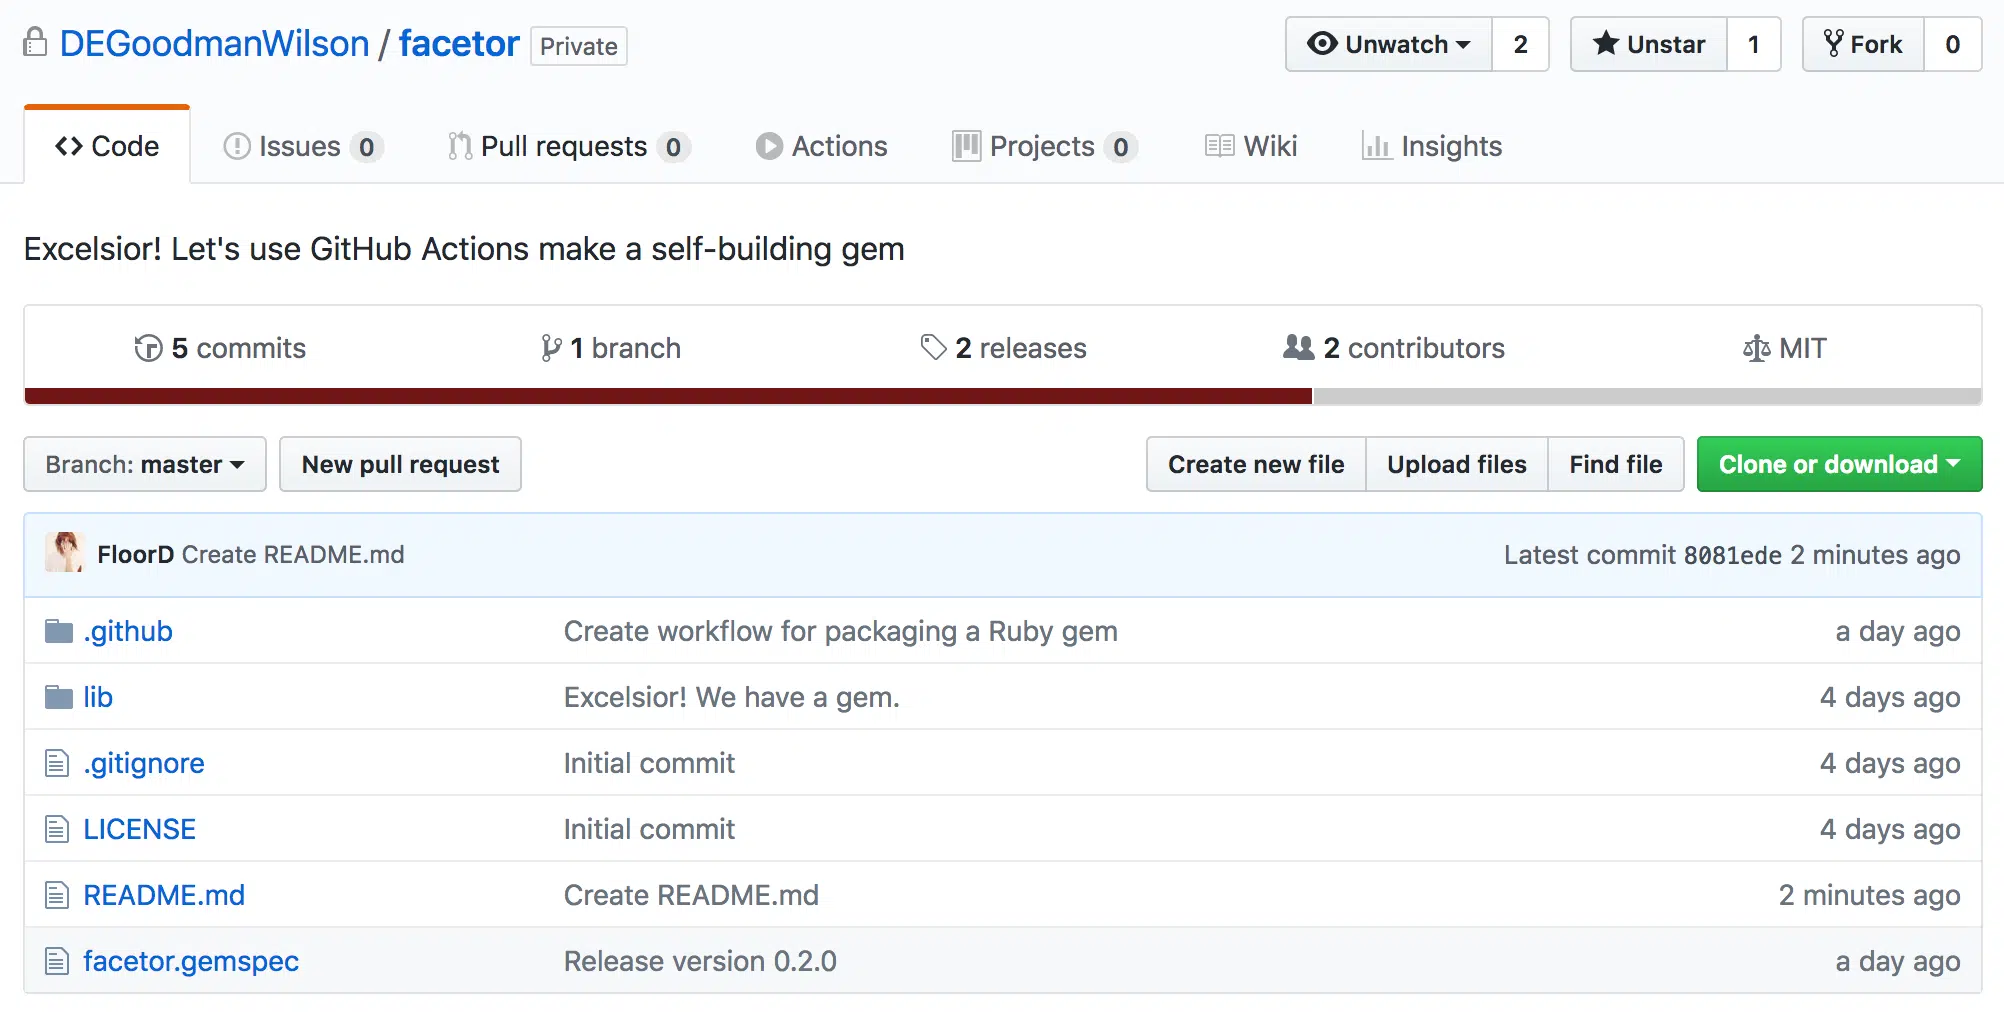 DEGoodmanWilson / facetor Private Unwatch 2 Unstar 1 Fork 0
Code Issues 0 Pull requests 0 Actions Projects 0 Wiki Insights
Excelsior! Let's use GitHub Actions make a self-building gem
5 commits 1 branch 2 releases 2 contributors MIT
Branch: master New pull request Create new file Upload files Find file Clone or download
FloorD Create README.md Latest commit 8081ede 2 minutes ago
.github Create workflow for packaging a Ruby gem a day ago
lib Excelsior! We have a gem. 4 days ago
.gitignore Initial commit 4 days ago
LICENSE Initial commit 4 days ago
README.md Create README.md 2 minutes ago
facetor.gemspec Release version 0.2.0 a day ago